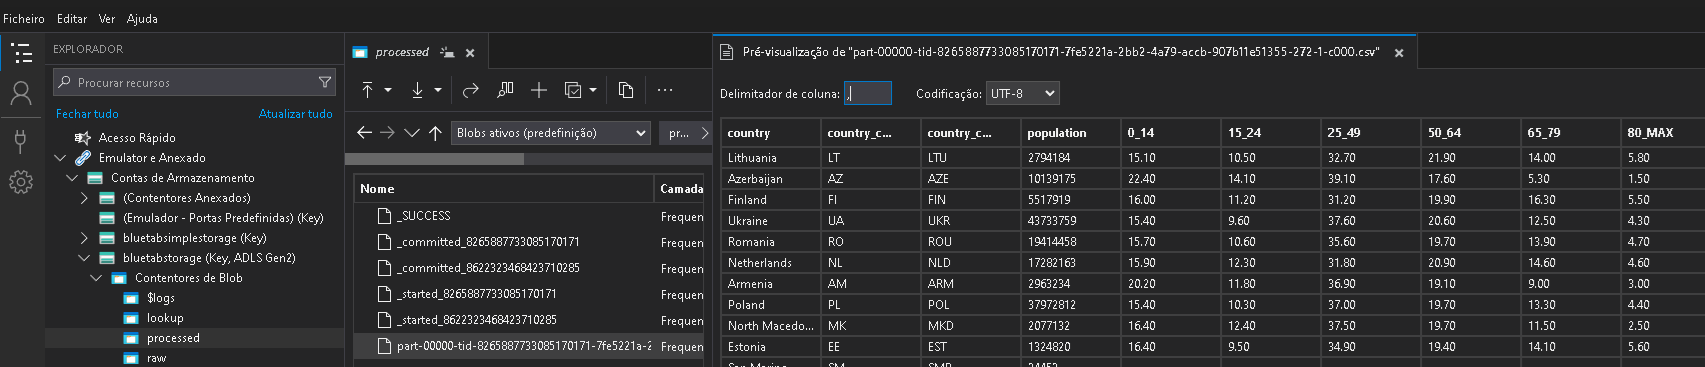 Ficheiro Editar Ver Ajuda
EXPLORADOR
Procurar recursos
Fechar tudo Atualizar tudo
Acesso Rápido
Emulator e Anexado
Contas de Armazenamento
(Contentores Anexados)
(Emulador - Portas Predefinidas) (Key)
bluetabsimplestorage (Key)
bluetabstorage (Key, ADLS Gen2)
Contentores de Blob
$logs
lookup
processed
raw
processed
Blobs ativos (predefinição) pr...
Nome Camada
_SUCCESS Frequen
_committed_8265887733085170171 Frequen
_committed_8622323468423710285 Frequen
_started_8265887733085170171 Frequen
_started_8622323468423710285 Frequen
part-00000-tid-8265887733085170171-7fe5221a-2 Frequen
Pré-visualização de "part-00000-tid-8265887733085170171-7fe5221a-2bb2-4a79-accb-907b11e51355-272-1-c000.csv"
Delimitador de coluna: , Codificação: UTF-8
country country_c... country_c... population 0_14 15_24 25_49 50_64 65_79 80_MAX
Lithuania LT LTU 2794184 15.10 10.50 32.70 21.90 14.00 5.80
Azerbaijan AZ AZE 10139175 22.40 14.10 39.10 17.60 5.30 1.50
Finland FI FIN 5517919 16.00 11.20 31.20 19.90 16.30 5.50
Ukraine UA UKR 43733759 15.40 9.60 37.60 20.60 12.50 4.30
Romania RO ROU 19414458 15.70 10.60 35.60 19.70 13.90 4.70
Netherlands NL NLD 17282163 15.90 12.30 31.80 20.90 14.60 4.60
Armenia AM ARM 2963234 20.20 11.80 36.90 19.10 9.00 3.00
Poland PL POL 37972812 15.40 10.30 37.00 19.70 13.30 4.40
North Macedo... MK MKD 2077132 16.40 12.40 37.50 19.70 11.50 2.50
Estonia EE EST 1324820 16.40 9.50 34.90 19.40 14.10 5.60